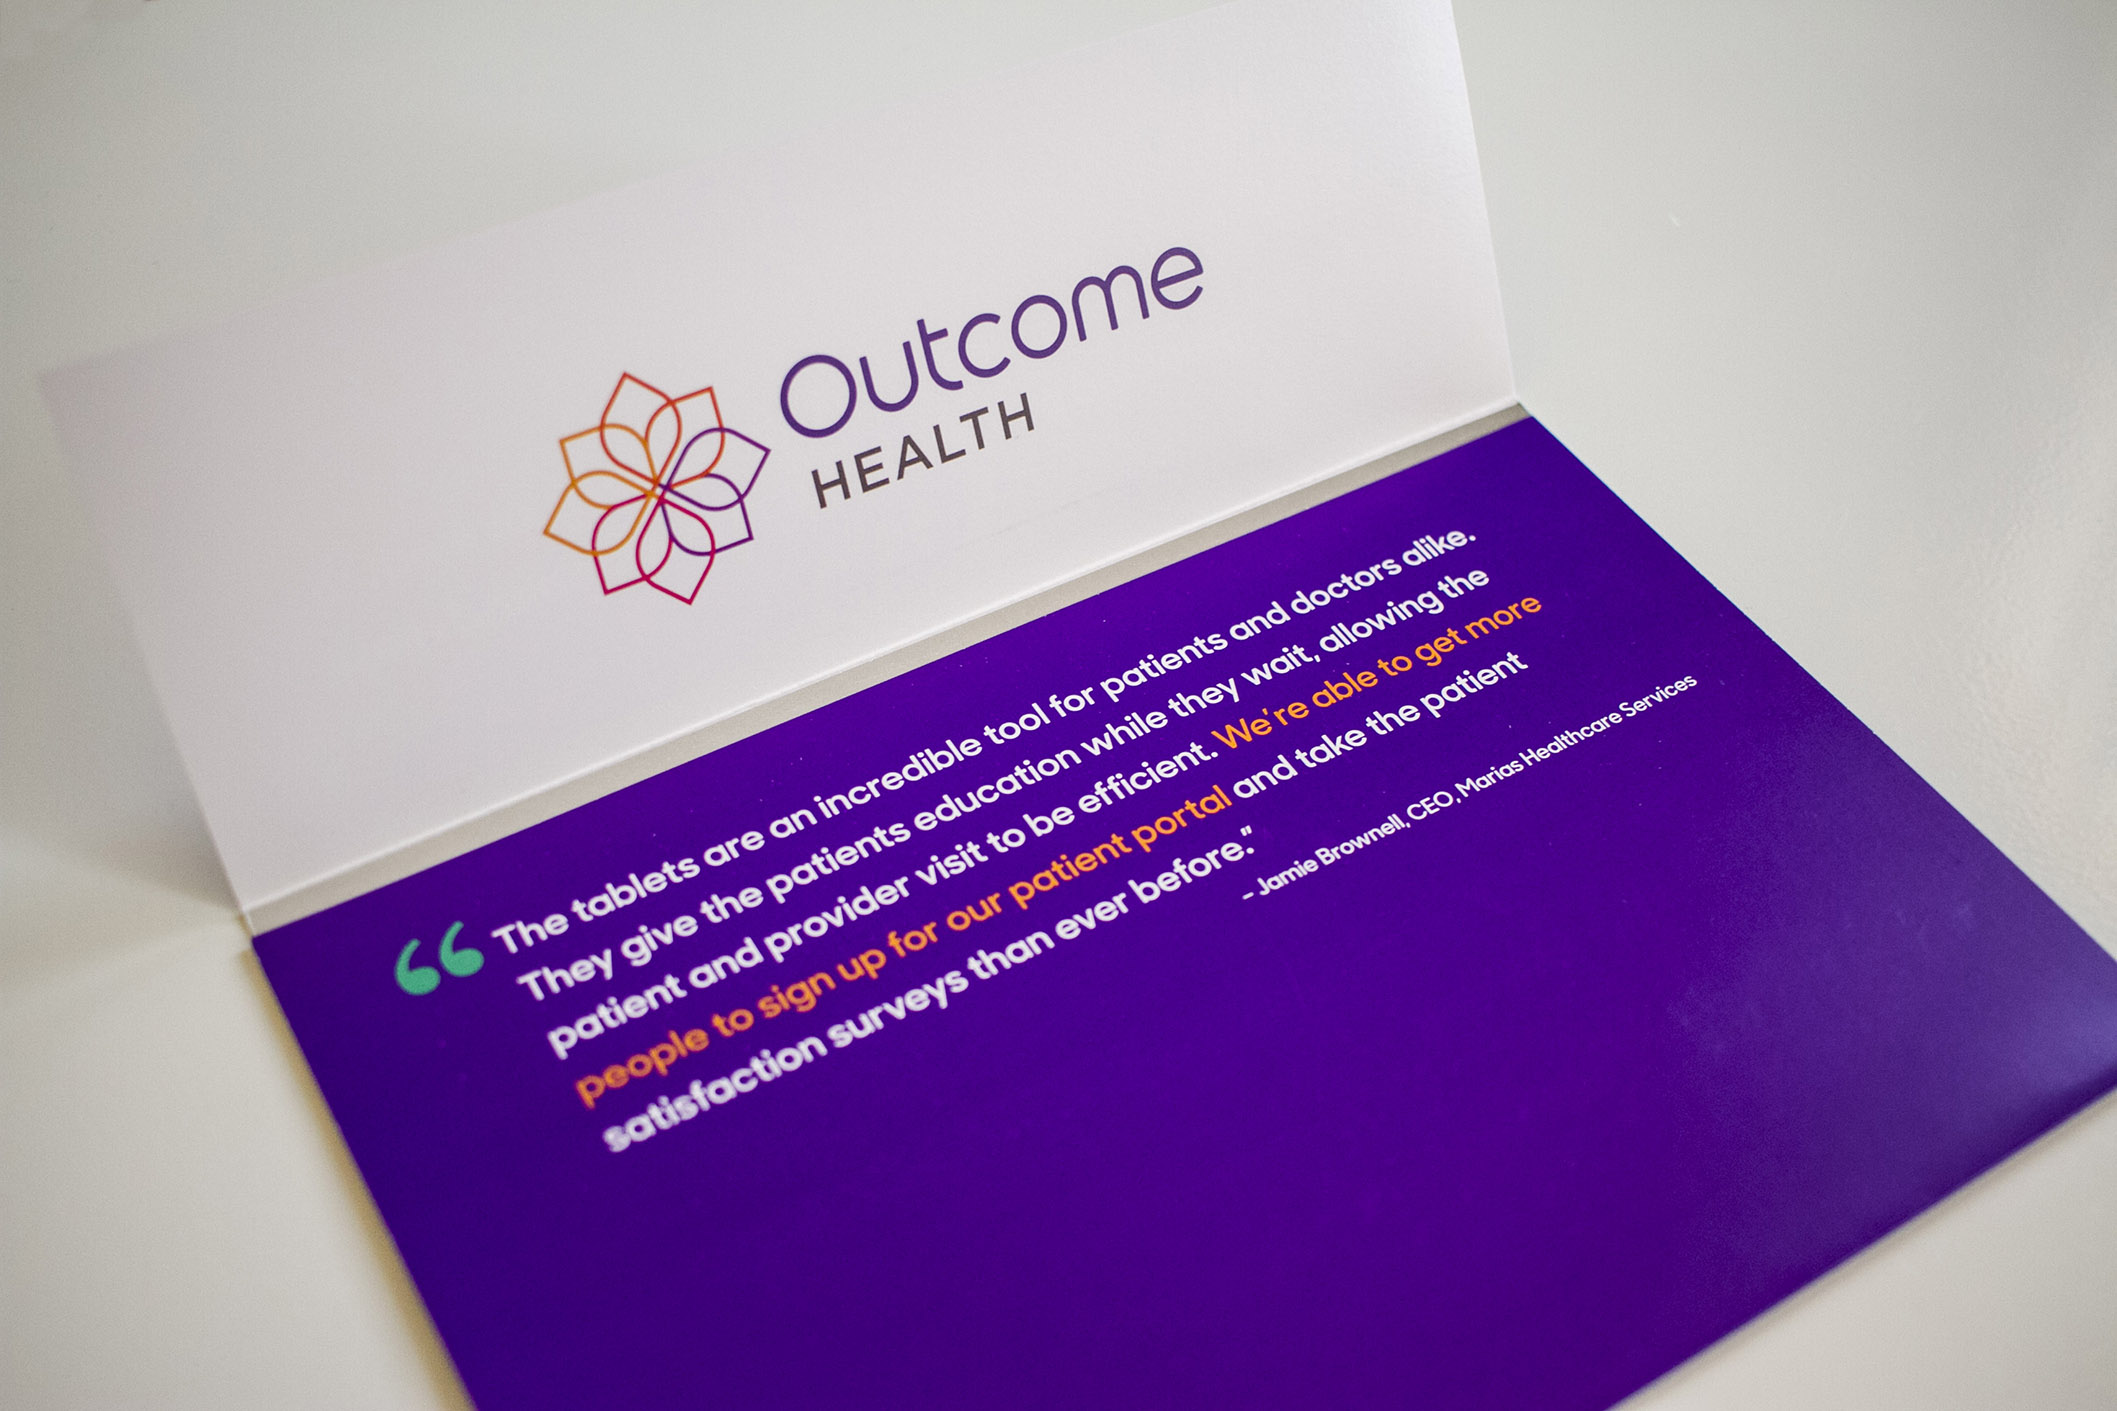 Outcome
HEALTH
“The tablets are an incredible tool for patients and doctors alike.
They give the patients education while they wait, allowing the
patient and provider visit to be efficient. We're able to get more
people to sign up for our patient portal and take the patient
satisfaction surveys than ever before."
- Jamie Brownell, CEO, Marias Healthcare Services